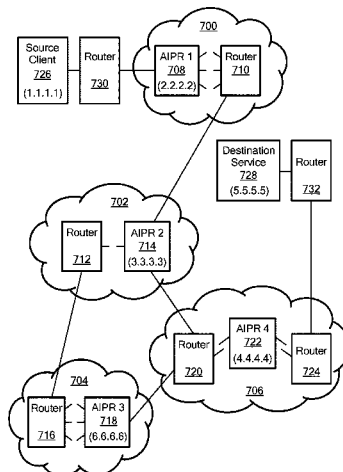 700
Source
Client
726
(1.1.1.1)
Router
730
AIPR 1
708
(2.2.2.2)
Router
710
Destination
Service
728
(5.5.5.5)
Router
732
702
Router
712
AIPR 2
714
(3.3.3.3)
Router
720
AIPR 4
722
(4.4.4.4)
Router
724
706
704
Router
716
AIPR 3
718
(6.6.6.6)